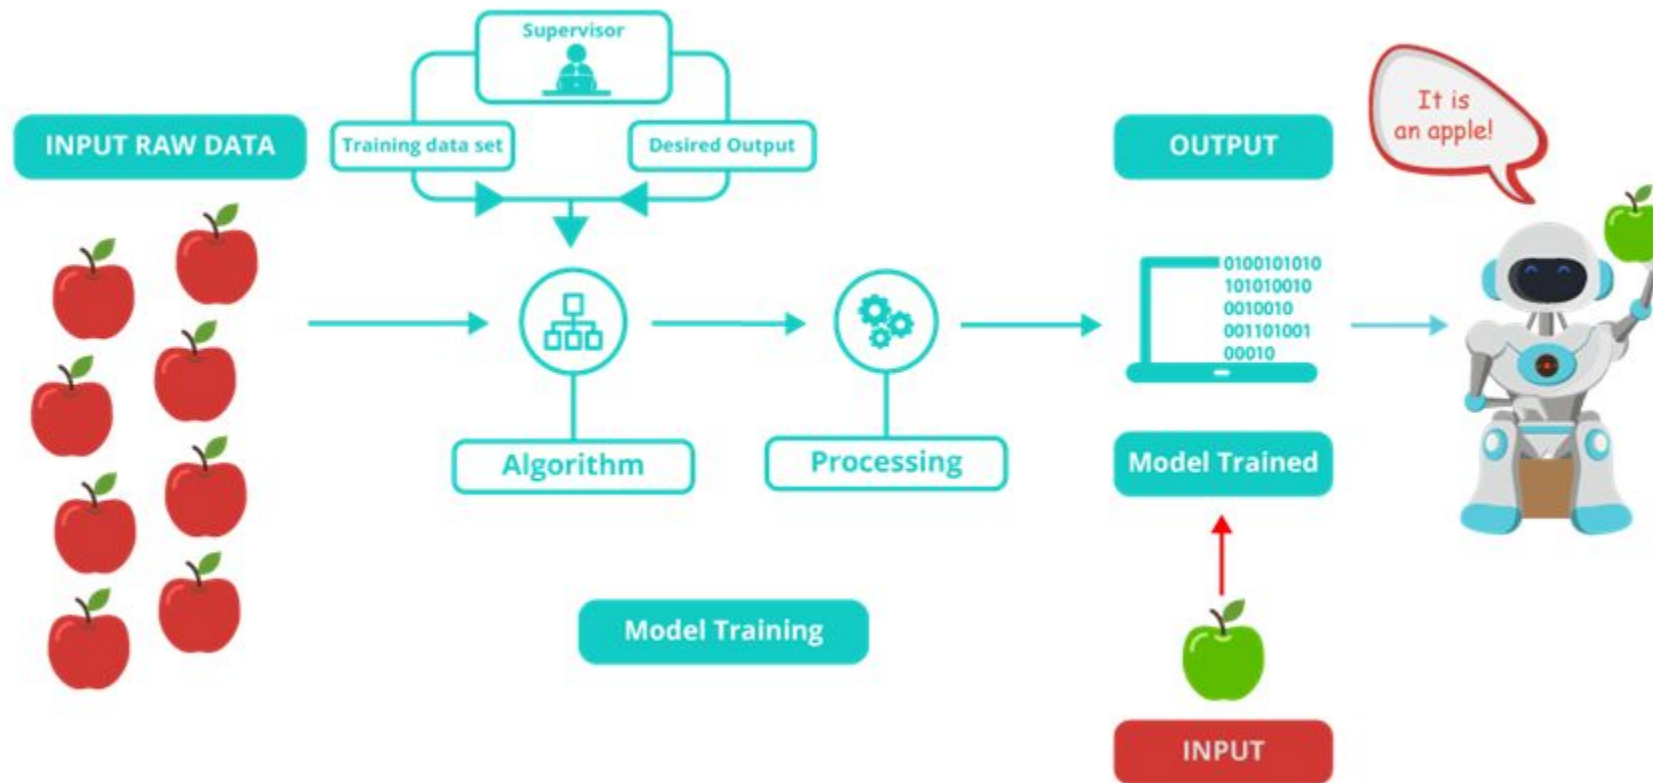 Supervisor
INPUT RAW DATA
Training data set
Desired Output
OUTPUT
It is
an apple!
0100101010
101010010
0010010
001101001
00010
Algorithm
Processing
Model Trained
Model Training
INPUT